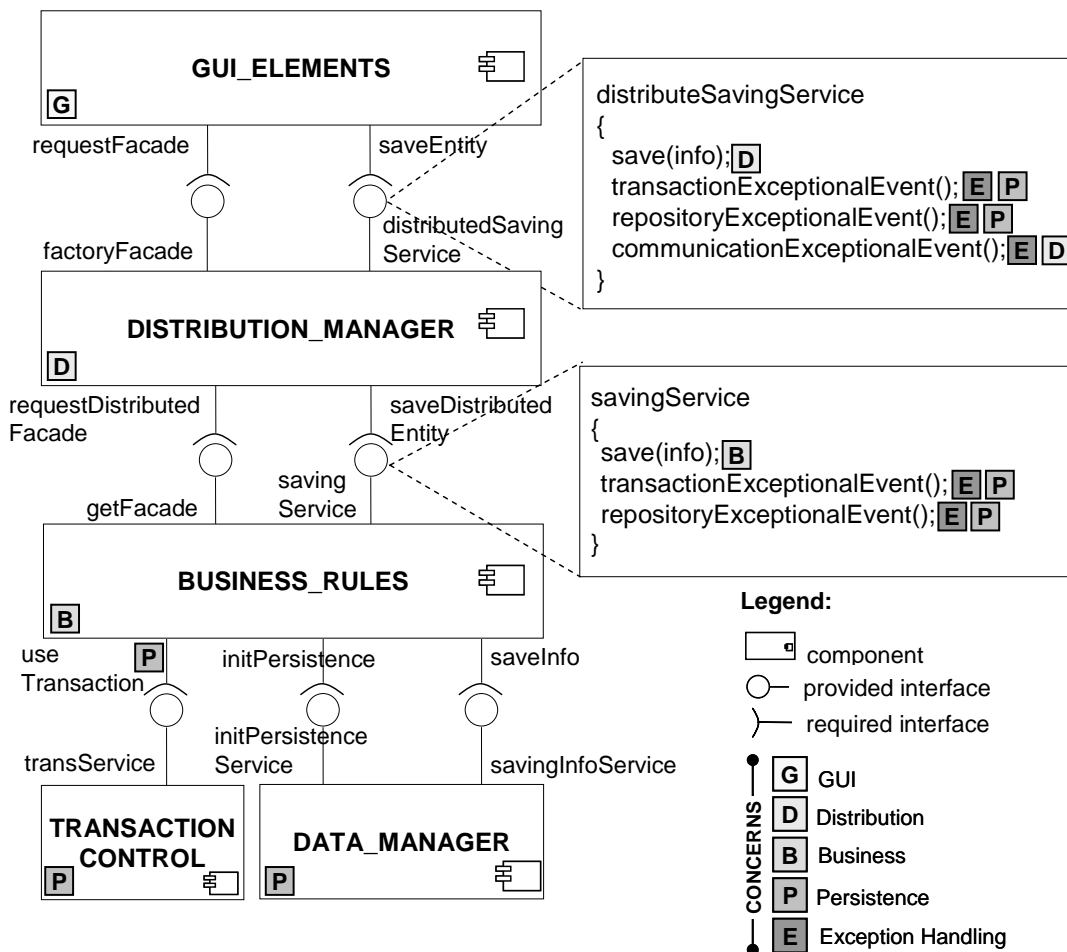 GUI_ELEMENTS
G
requestFacade
saveEntity
factoryFacade
distributedSaving
Service
distributeSavingService
{
save(info); D
transactionExceptionalEvent(); E P
repositoryExceptionalEvent(); E P
communicationExceptionalEvent(); E D
}
DISTRIBUTION_MANAGER
D
requestDistributed
Facade
saveDistributed
Entity
getFacade
saving
Service
savingService
{
save(info); B
transactionExceptionalEvent(); E P
repositoryExceptionalEvent(); E P
}
BUSINESS_RULES
B
use
Transaction
P
initPersistence
saveInfo
transService
initPersistence
Service
savingInfoService
TRANSACTION
CONTROL
P
DATA_MANAGER
P
Legend:
component
provided interface
required interface
CONCERNS
G GUI
D Distribution
B Business
P Persistence
E Exception Handling